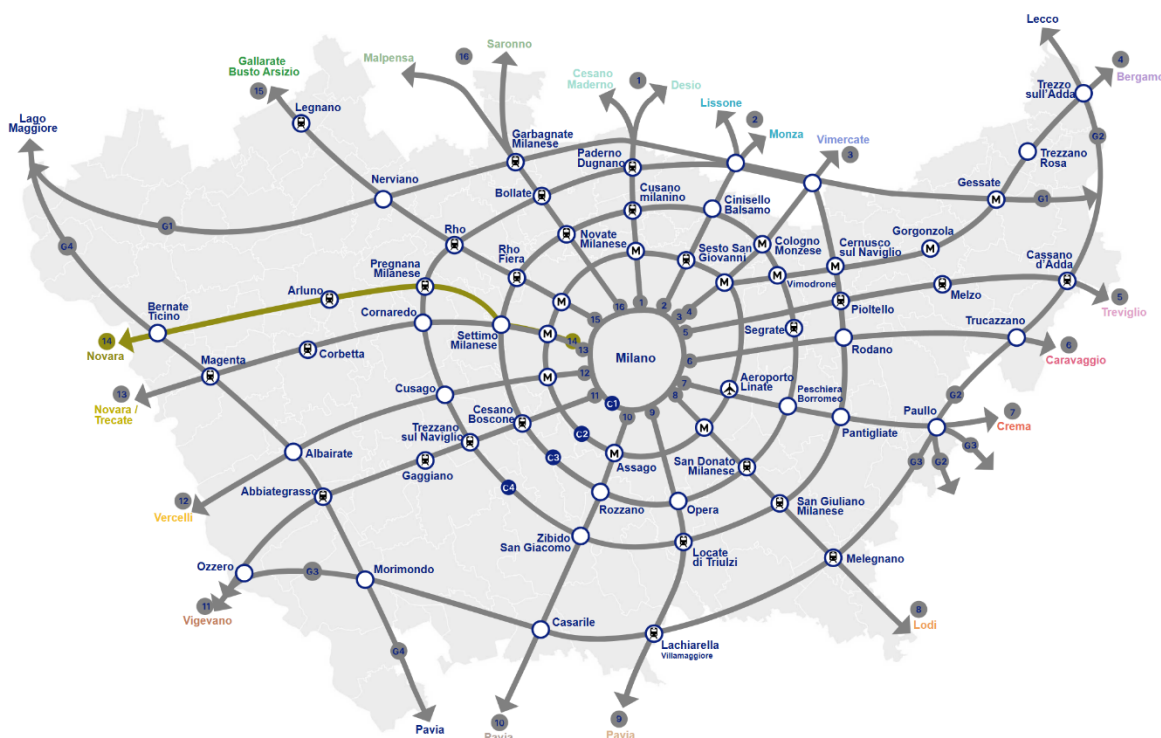 Lecco
Saronno
16
Malpensa
Gallarate
Busto Arsizio
15
Cesano
Maderno
1
Desio
4
Bergamo
Trezzo
sull'Adda
Legnano
Lissone
2
Monza
Vimercate
3
Lago
Maggiore
Garbagnate
Milanese
Paderno
Dugnano
G2
Trezzano
Rosa
Nerviano
Bollate
Cusano
milanino
Cinisello
Balsamo
Gessate
M
G1
G1
G4
Rho
Novate
Milanese
M
Sesto San
Giovanni
M
Cologno
Monzese
Cernusco
sul Naviglio
M
Gorgonzola
M
Rho
Fiera
Pregnana
Milanese
Arluno
M
M
M
Vimodrone
Cassano
d'Adda
Melzo
Pioltello
5
Treviglio
Bernate
Ticino
Cornaredo
Settimo
Milanese
M
16
1
2
3
4
15
14
13
5
Segrate
Trucazzano
14
Novara
Magenta
Corbetta
Milano
6
Rodano
6
Caravaggio
13
Novara /
Trecate
Cusago
M
12
11
C1
10
9
8
7
Aeroporto
Linate
Peschiera
Borromeo
G2
Paullo
7
Crema
Cesano
Boscone
Trezzano
sul Naviglio
C2
M
Pantigliate
G3
G3
G2
Albairate
Gaggiano
C3
Assago
M
San Donato
Milanese
Abbiategrasso
C4
12
Vercelli
Rozzano
Opera
San Giuliano
Milanese
Zibido
San Giacomo
Locate
di Triulzi
Melegnano
Ozzero
G3
Morimondo
11
Vigevano
8
Lodi
Casarile
Lachiarella
Villamaggiore
G4
Pavia
10
Pavia
9
Pavia